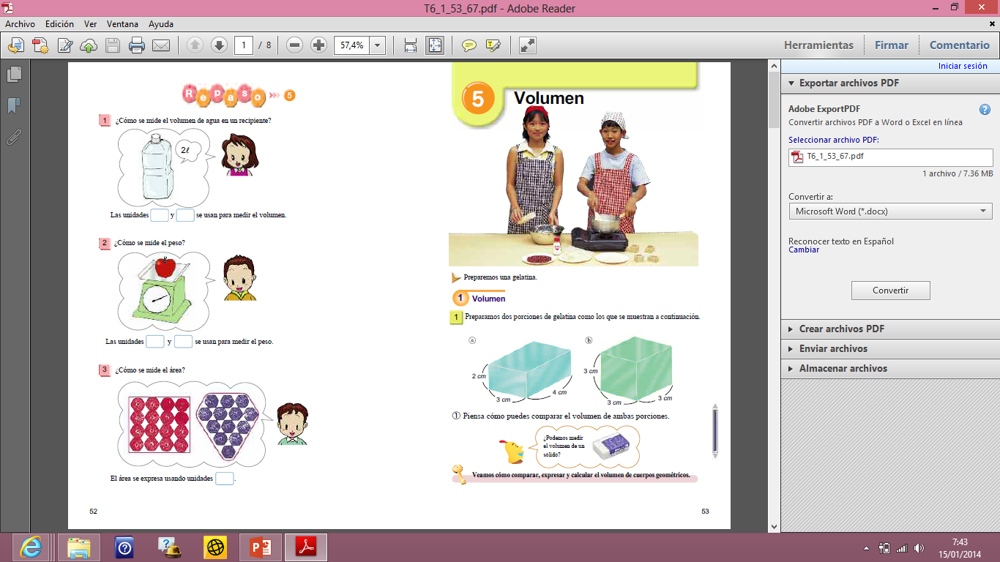 T6_1_53_67.pdf - Adobe Reader
Archivo Edición Ver Ventana Ayuda
1 / 8 57,4% Herramientas Firmar Comentario
Iniciar sesión
Exportar archivos PDF
Adobe ExportPDF
Convertir archivos PDF a Word o Excel en línea
Seleccionar archivo PDF:
T6_1_53_67.pdf
1 archivo / 7.36 MB
Convertir a:
Microsoft Word (*.docx)
Reconocer texto en Español
Cambiar
Convertir
Crear archivos PDF
Enviar archivos
Almacenar archivos
Repaso 5
1 ¿Cómo se mide el volumen de agua en un recipiente?
2ℓ
Las unidades y se usan para medir el volumen.
2 ¿Cómo se mide el peso?
Las unidades y se usan para medir el peso.
3 ¿Cómo se mide el área?
El área se expresa usando unidades .
52
5 Volumen
Preparemos una gelatina.
1 Volumen
1 Preparamos dos porciones de gelatina como los que se muestran a continuación.
ⓐ
2 cm
3 cm
4 cm
ⓑ
3 cm
3 cm
3 cm
① Piensa cómo puedes comparar el volumen de ambas porciones.
¿Podemos medir
el volumen de un
sólido?
Veamos cómo comparar, expresar y calcular el volumen de cuerpos geométricos.
53
7:43
15/01/2014